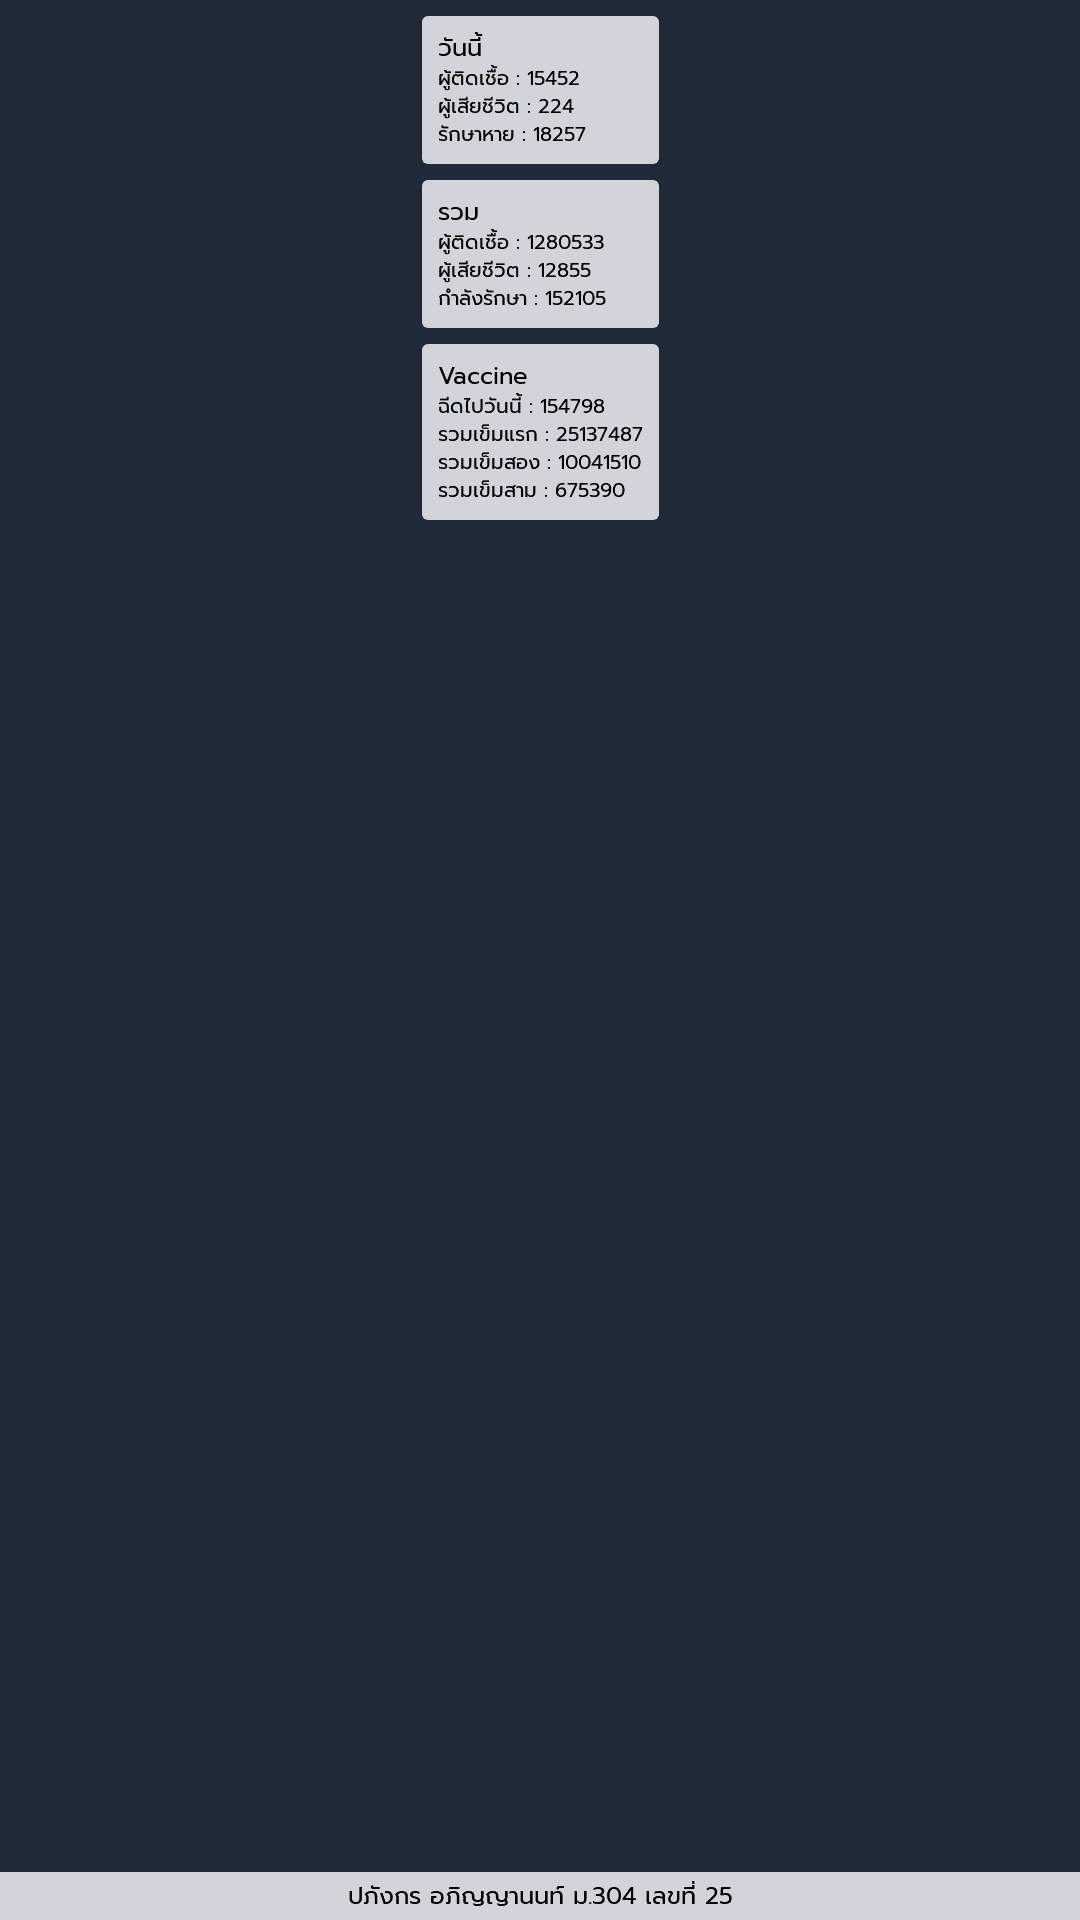 วันนี้
ผู้ติดเชื้อ : 15452
ผู้เสียชีวิต : 224
รักษาหาย : 18257
รวม
ผู้ติดเชื้อ : 1280533
ผู้เสียชีวิต : 12855
กำลังรักษา : 152105
Vaccine
ฉีดไปวันนี้ : 154798
รวมเข็มแรก : 25137487
รวมเข็มสอง : 10041510
รวมเข็มสาม : 675390
ปภังกร อภิญญานนท์ ม.304 เลขที่ 25